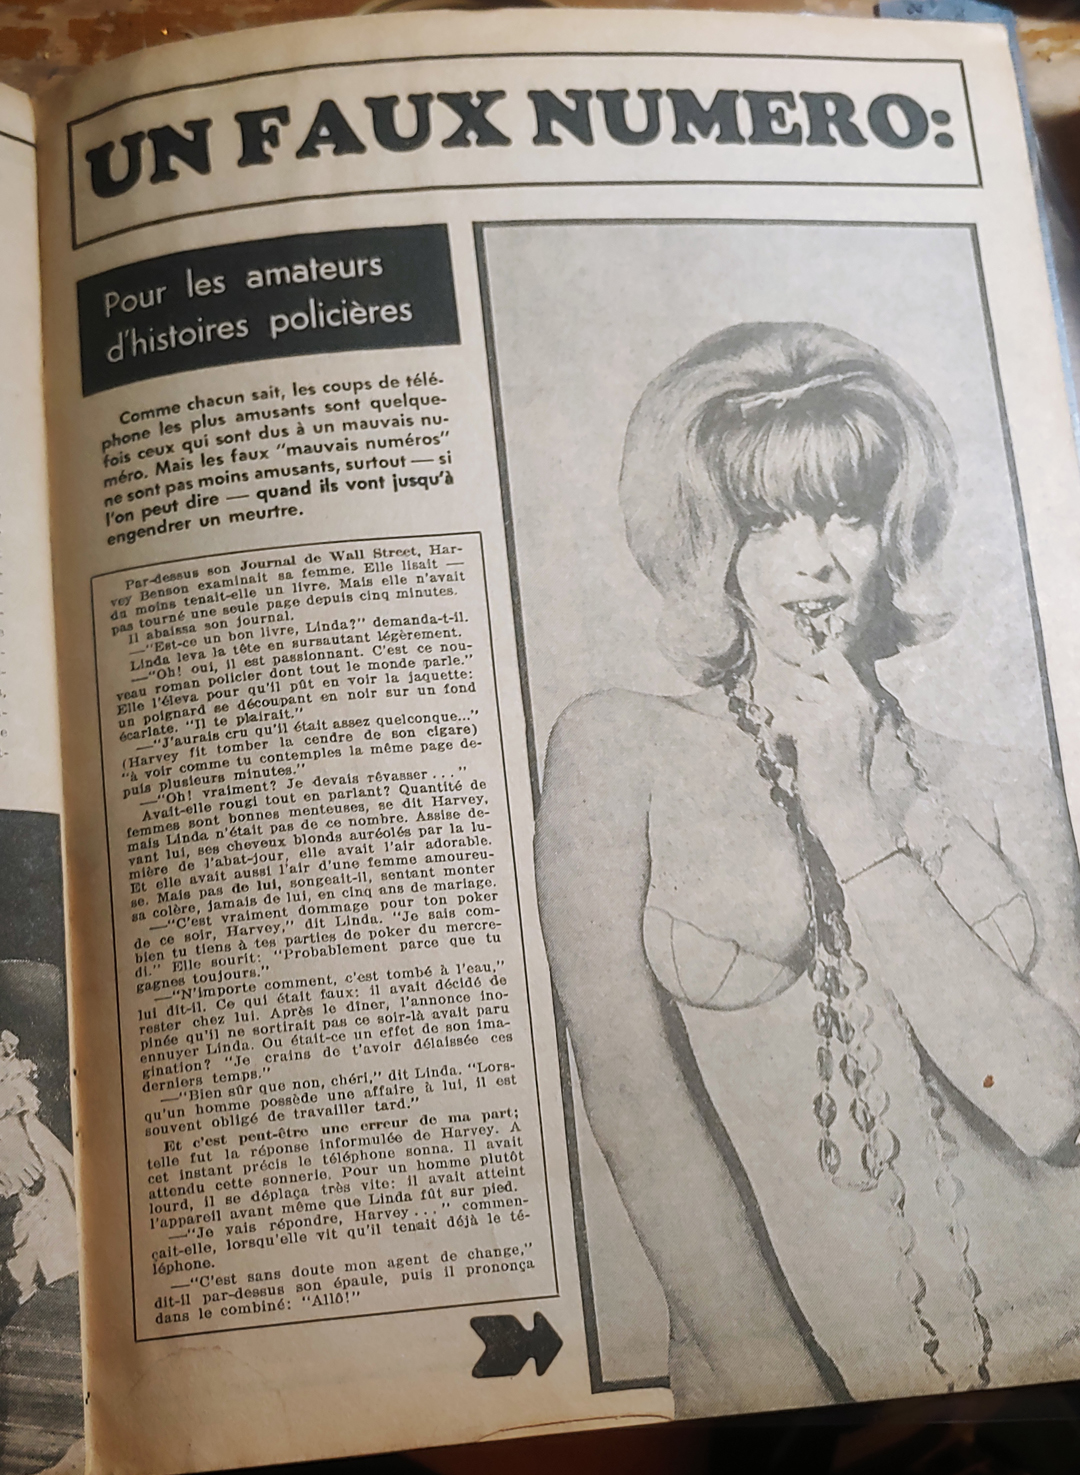 UN FAUX NUMERO:
Pour les amateurs
d'histoires policières
Comme chacun sait, les coups de télé-
phone les plus amusants sont quelque-
fois ceux qui sont dus à un mauvais nu-
méro. Mais les faux "mauvais numéros"
ne sont pas moins amusants, surtout — si
l'on peut dire — quand ils vont jusqu'à
engendrer un meurtre.
Par-dessus son Journal de Wall Street, Har-
vey Benson examinait sa femme. Elle lisait —
du moins tenait-elle un livre. Mais elle n'avait
pas tourné une seule page depuis cinq minutes.
Il abaissa son journal.
—"Est-ce un bon livre, Linda?" demanda-t-il.
Linda leva la tête en sursautant légèrement.
—"Oh! oui, il est passionnant. C'est ce nou-
veau roman policier dont tout le monde parle."
Elle l'éleva pour qu'il pût en voir la jaquette:
un poignard se découpant en noir sur un fond
écarlate. "Il te plairait."
—"J'aurais cru qu'il était assez quelconque..."
(Harvey fit tomber la cendre de son cigare)
"à voir comme tu contemples la même page de-
puis plusieurs minutes."
—"Oh! vraiment? Je devais rêvasser . . ."
Avait-elle rougi tout en parlant? Quantité de
femmes sont bonnes menteuses, se dit Harvey,
mais Linda n'était pas de ce nombre. Assise de-
vant lui, ses cheveux blonds auréolés par la lu-
mière de l'abat-jour, elle avait l'air adorable.
Et elle avait aussi l'air d'une femme amoureu-
se. Mais pas de lui, songeait-il, sentant monter
sa colère, jamais de lui, en cinq ans de mariage.
—"C'est vraiment dommage pour ton poker
de ce soir, Harvey," dit Linda. "Je sais com-
bien tu tiens à tes parties de poker du mercre-
di." Elle sourit: "Probablement parce que tu
gagnes toujours."
—"N'importe comment, c'est tombé à l'eau,"
lui dit-il. Ce qui était faux: il avait décidé de
rester chez lui. Après le dîner, l'annonce ino-
pinée qu'il ne sortirait pas ce soir-là avait paru
ennuyer Linda. Ou était-ce un effet de son ima-
gination? "Je crains de t'avoir délaissée ces
derniers temps."
—"Bien sûr que non, chéri," dit Linda. "Lors-
qu'un homme possède une affaire à lui, il est
souvent obligé de travailler tard."
Et c'est peut-être une erreur de ma part;
telle fut la réponse informulée de Harvey. A
cet instant précis le téléphone sonna. Il avait
attendu cette sonnerie. Pour un homme plutôt
lourd, il se déplaça très vite: il avait atteint
l'appareil avant même que Linda fût sur pied.
—"Je vais répondre, Harvey . . ." commen-
çait-elle, lorsqu'elle vit qu'il tenait déjà le té-
léphone.
—"C'est sans doute mon agent de change,"
dit-il par-dessus son épaule, puis il prononça
dans le combiné: "Allô!"